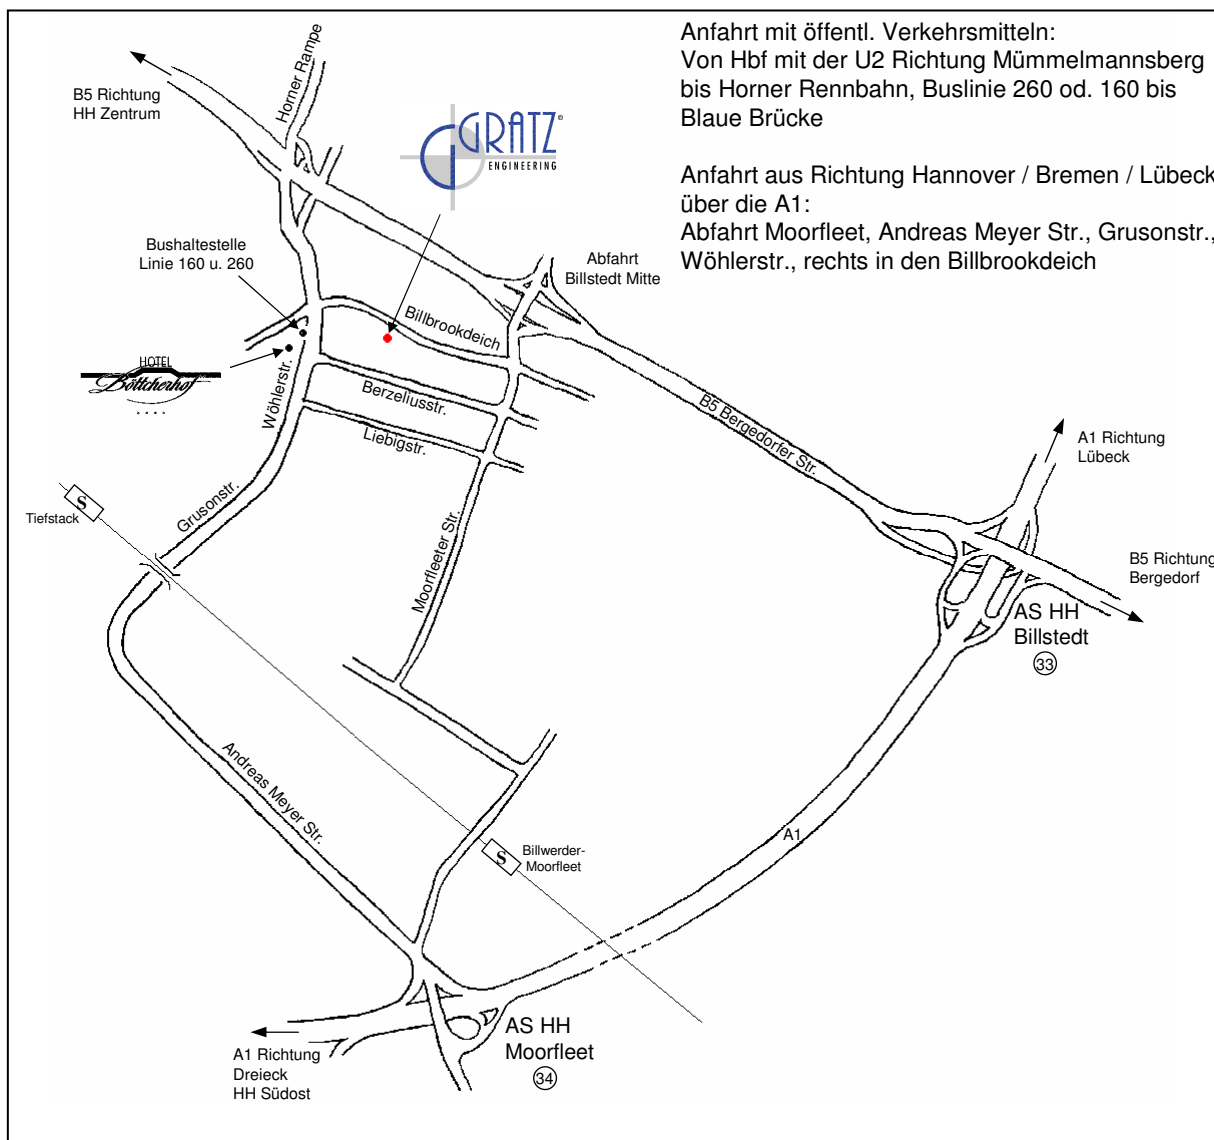 Anfahrt mit öffentl. Verkehrsmitteln:
Von Hbf mit der U2 Richtung Mümmelmannsberg
bis Horner Rennbahn, Buslinie 260 od. 160 bis
Blaue Brücke
Anfahrt aus Richtung Hannover / Bremen / Lübeck
über die A1:
Abfahrt Moorfleet, Andreas Meyer Str., Grusonstr.,
Wöhlerstr., rechts in den Billbrookdeich
Horner Rampe
B5 Richtung
HH Zentrum
GRATZ
ENGINEERING
Bushaltestelle
Linie 160 u. 260
Abfahrt
Billstedt Mitte
Billbrookdeich
HOTEL
Böttcherhof
Wöhlerstr.
Berzeliusstr.
Liebigstr.
B5 Bergedorfer Str.
A1 Richtung
Lübeck
Grusonstr.
S
Tiefstack
Moorfleeter Str.
B5 Richtung
Bergedorf
AS HH
Billstedt
33
Andreas Meyer Str.
A1
S
Billwerder-
Moorfleet
AS HH
Moorfleet
34
A1 Richtung
Dreieck
HH Südost